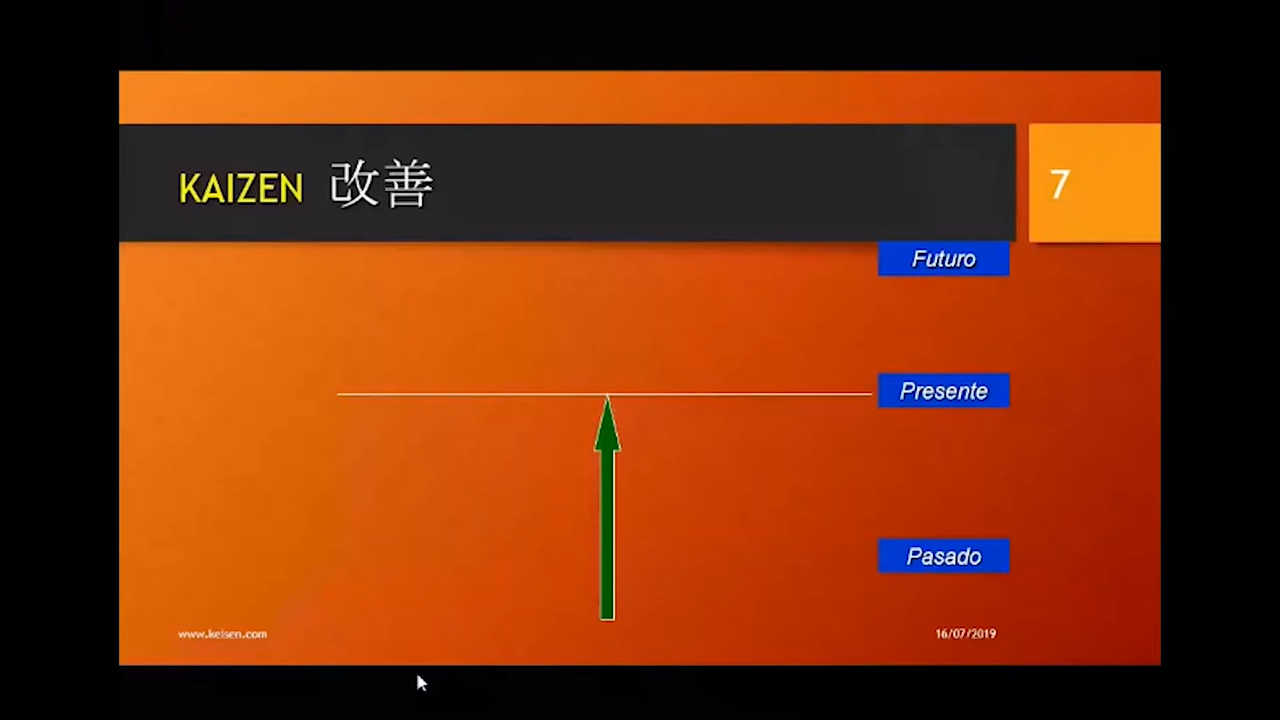 KAIZEN 改善
7
Futuro
Presente
Pasado
www.keisen.com
16/07/2019